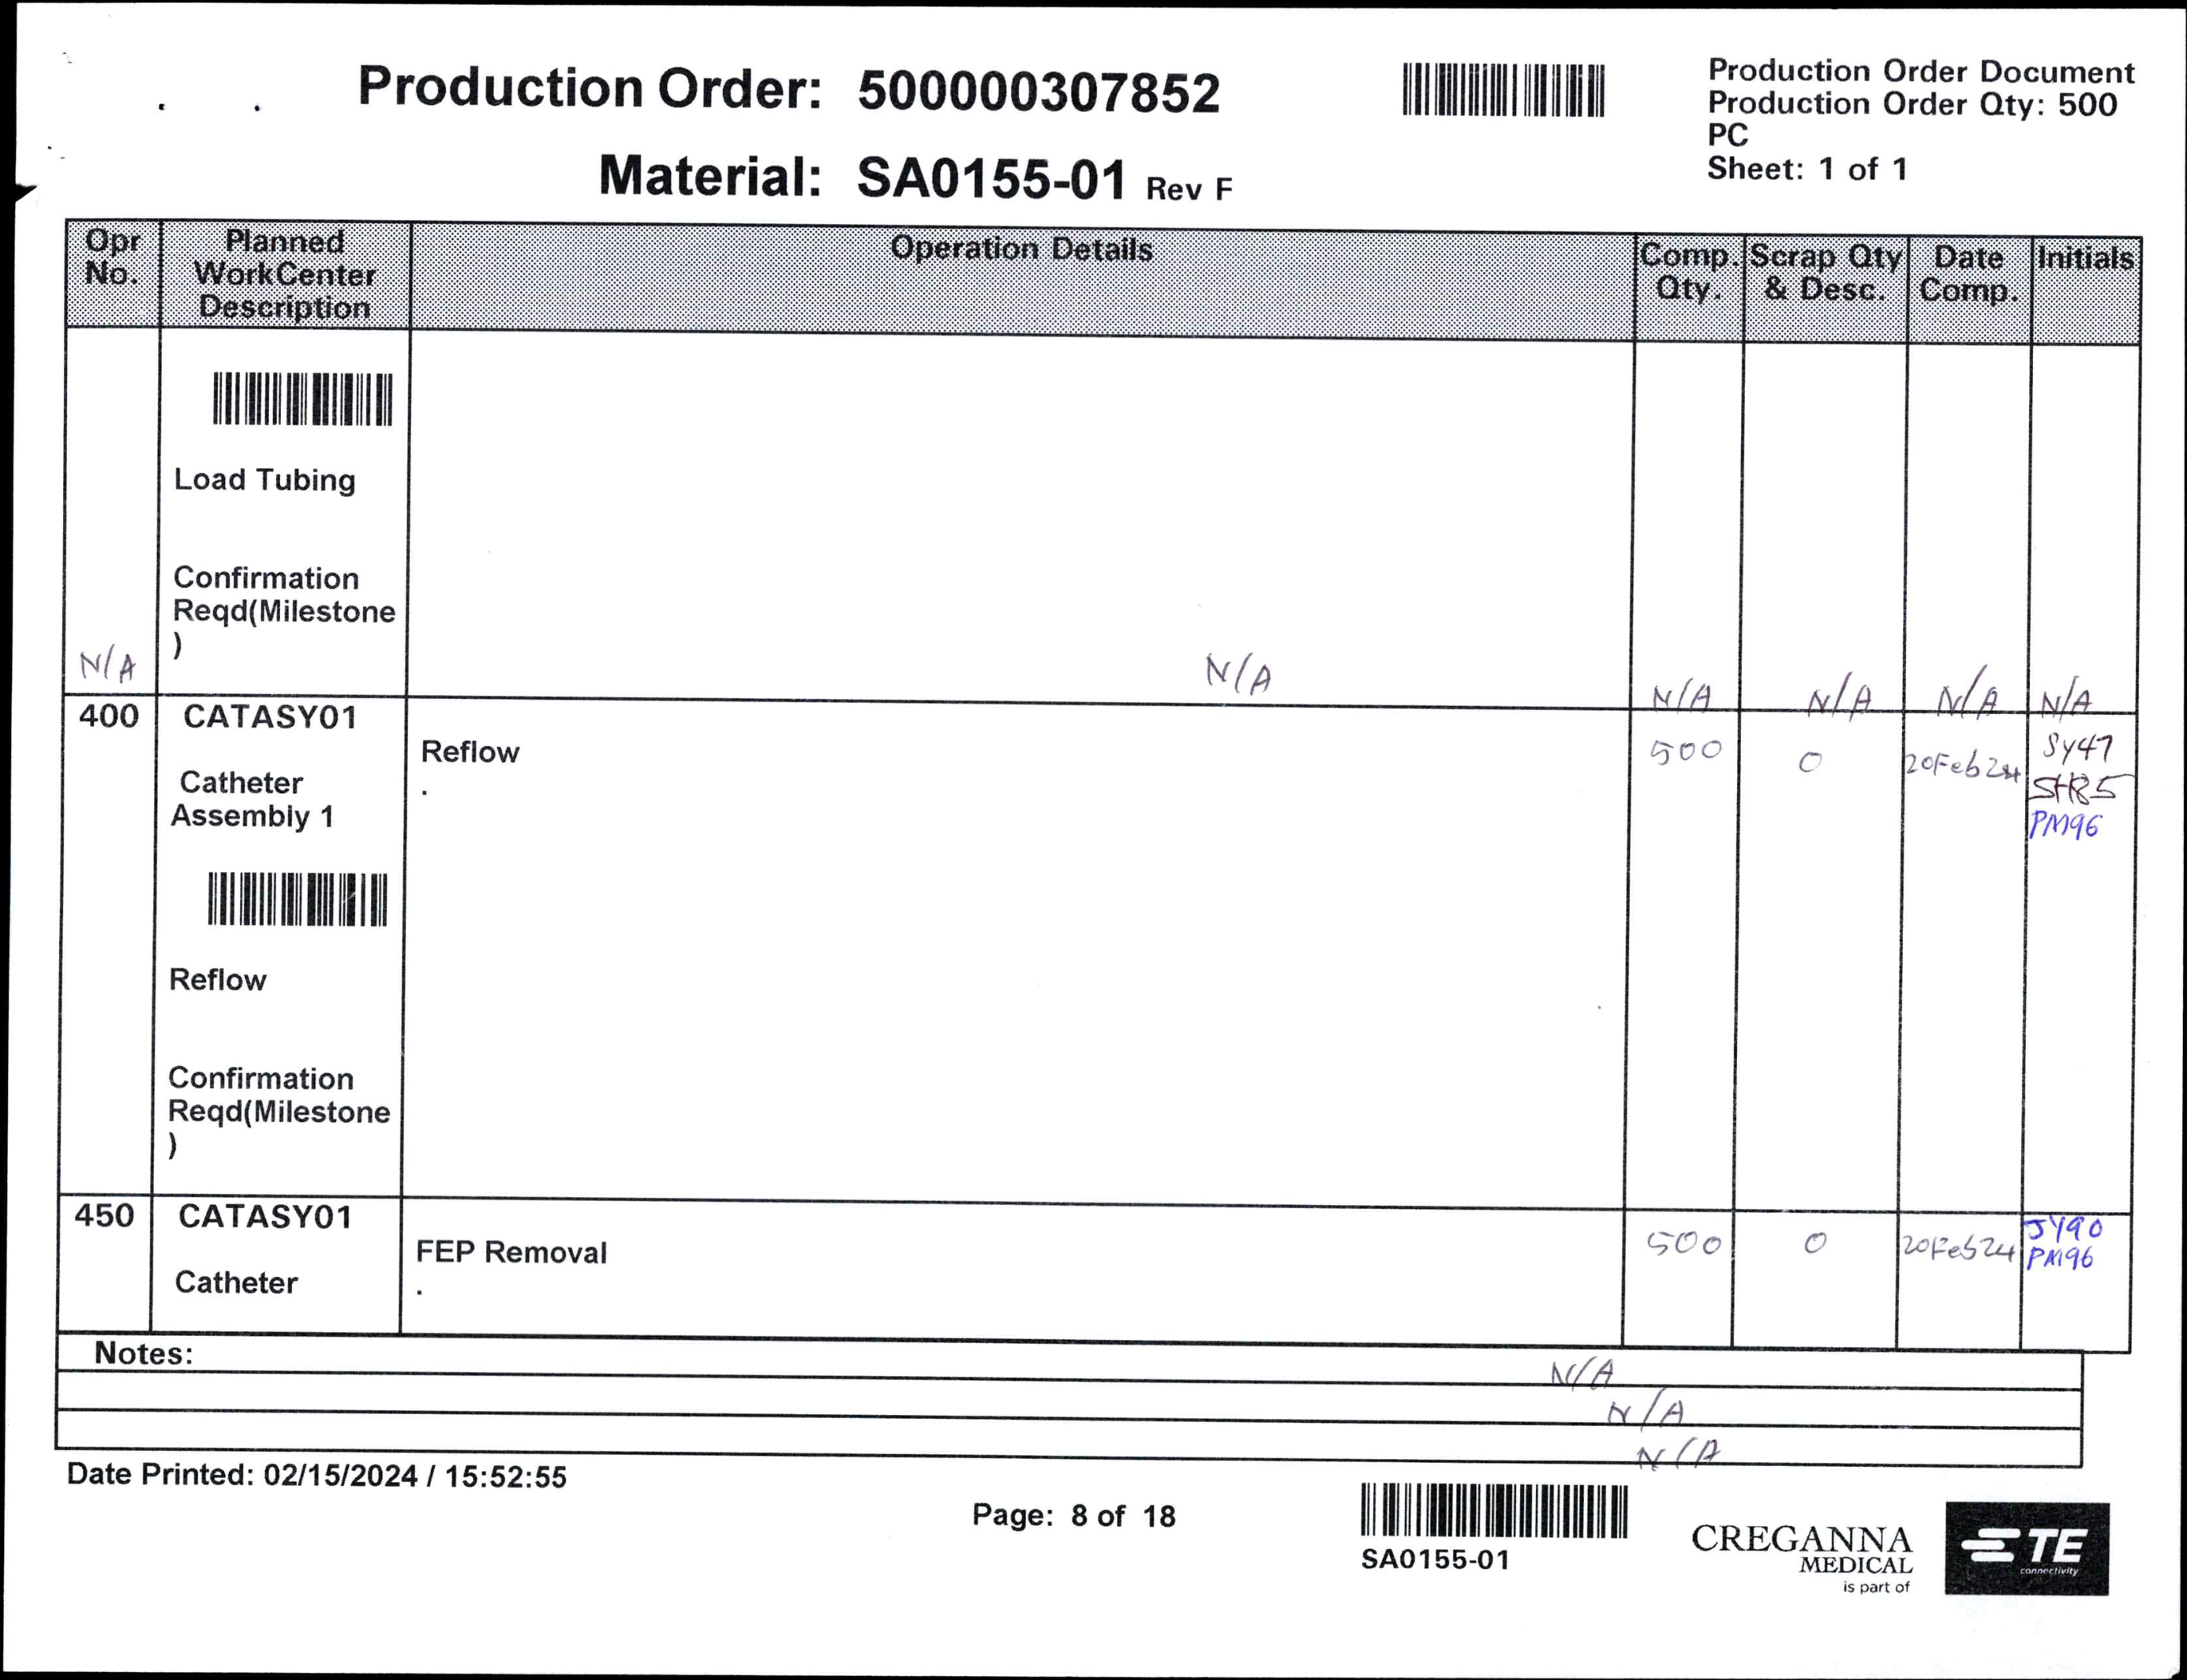 Production Order: 500000307852
Production Order Document
Production Order Qty: 500
PC
Sheet: 1 of 1
Material: SA0155-01 Rev F
Opr No.
Planned WorkCenter Description
Operation Details
Comp. Qty.
Scrap Qty & Desc.
Date Comp.
Initials
Load Tubing
Confirmation
Reqd(Milestone
)
N/A
N/A
N/A
N/A
N/A
N/A
400
CATASY01
Catheter
Assembly 1
Reflow
.
500
0
20Feb24
SY47
SH85
PM96
Reflow
Confirmation
Reqd(Milestone
)
450
CATASY01
Catheter
FEP Removal
.
500
0
20Feb24
JY90
PM96
Notes:
N/A
N/A
N/A
Date Printed: 02/15/2024 / 15:52:55
Page: 8 of 18
SA0155-01
CREGANNA
MEDICAL
is part of
TE
connectivity